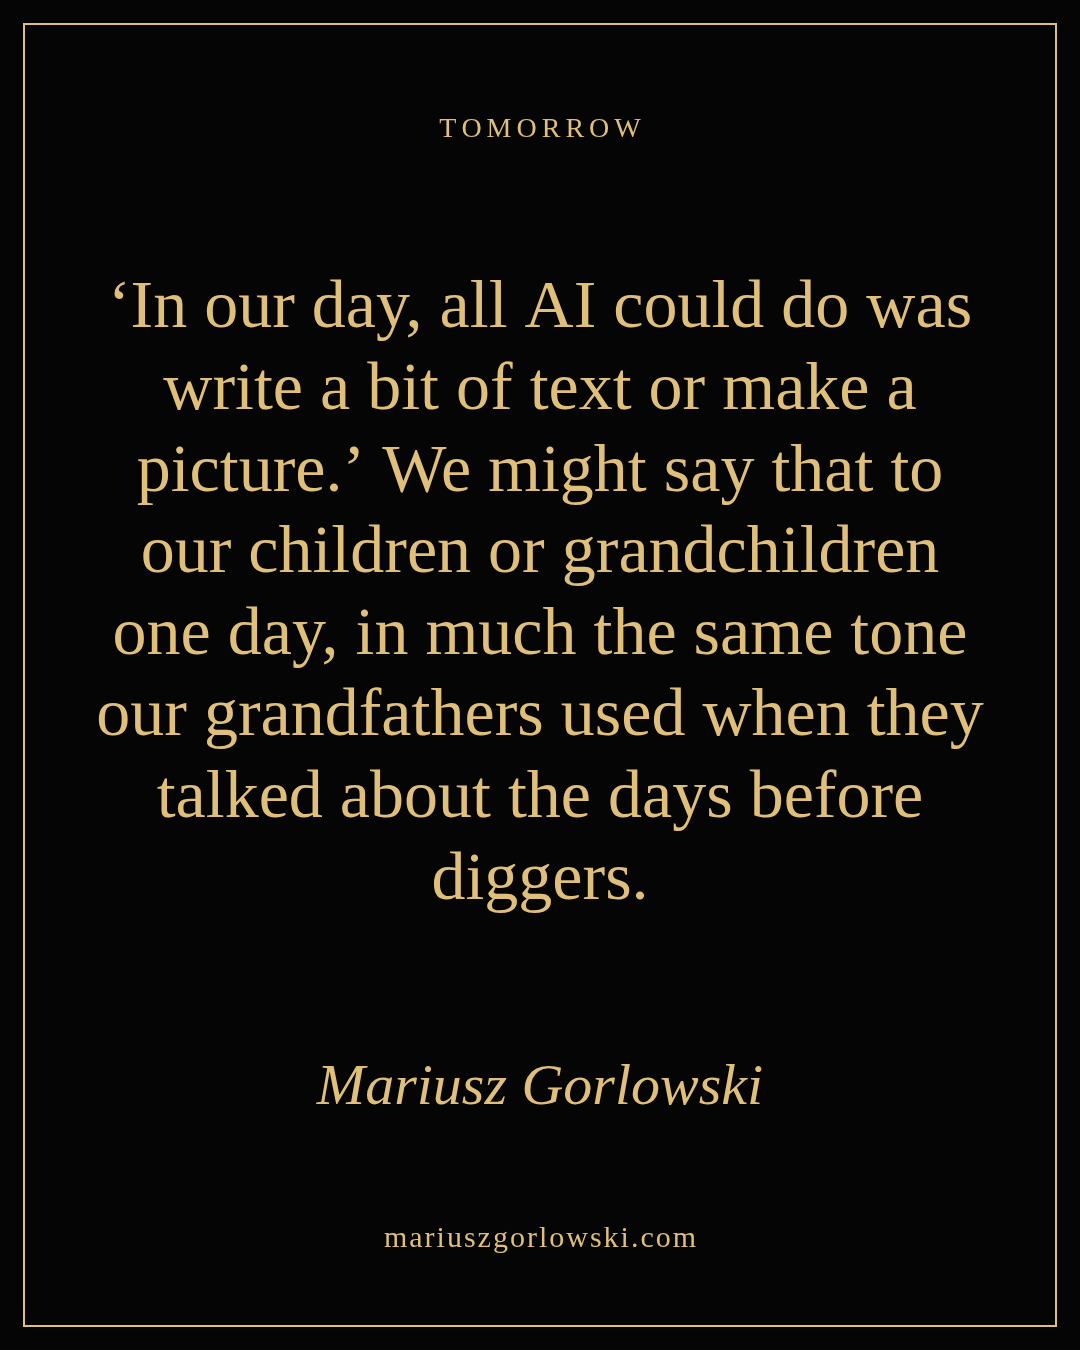 TOMORROW
‘In our day, all AI could do was
write a bit of text or make a
picture.’ We might say that to
our children or grandchildren
one day, in much the same tone
our grandfathers used when they
talked about the days before
diggers.
Mariusz Gorlowski
mariuszgorlowski.com